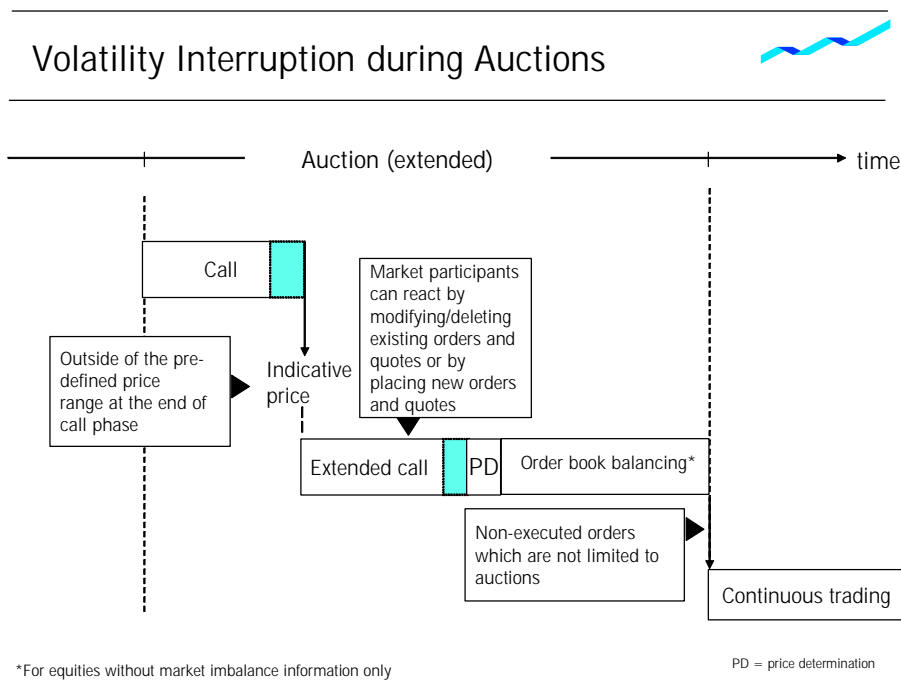 Volatility Interruption during Auctions
Auction (extended)
time
Call
Market participants
can react by
modifying/deleting
existing orders and
quotes or by
placing new orders
and quotes
Outside of the pre-
defined price
range at the end of
call phase
Indicative
price
Extended call
PD
Order book balancing*
Non-executed orders
which are not limited to
auctions
Continuous trading
*For equities without market imbalance information only
PD = price determination